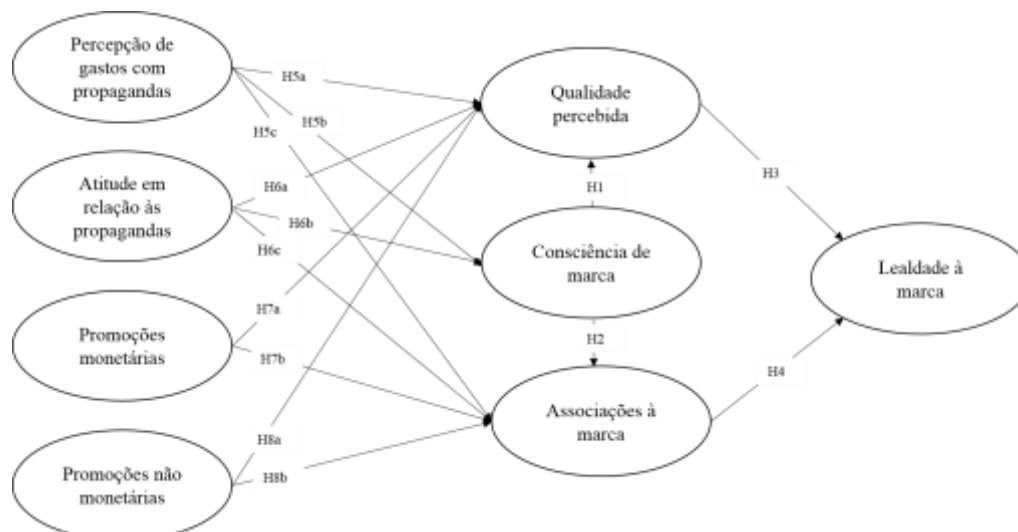 Percepção de
gastos com
propagandas
Atitude em
relação às
propagandas
Promoções
monetárias
Promoções não
monetárias
H5a
H5b
H5c
H6a
H6b
H6c
H7a
H7b
H8a
H8b
Qualidade
percebida
H1
Consciência de
marca
H2
Associações à
marca
H3
H4
Lealdade à
marca